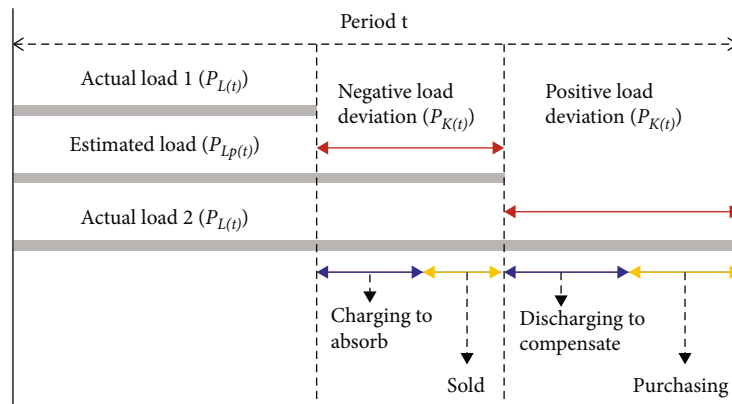 Period t
Actual load 1 (P_{L(t)})
Negative load
deviation (P_{K(t)})
Positive load
deviation (P_{K(t)})
Estimated load (P_{Lp(t)})
Actual load 2 (P_{L(t)})
Charging to
absorb
Discharging to
compensate
Sold
Purchasing